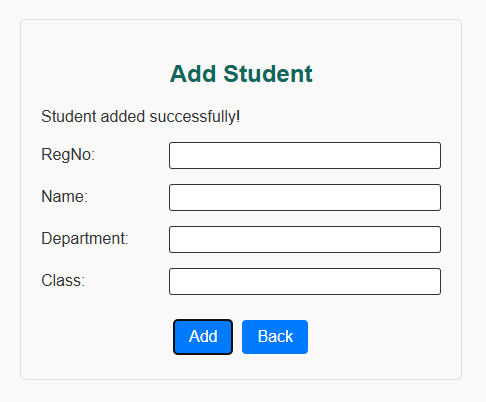 Add Student
Student added successfully!
RegNo:
Name:
Department:
Class:
Add Back